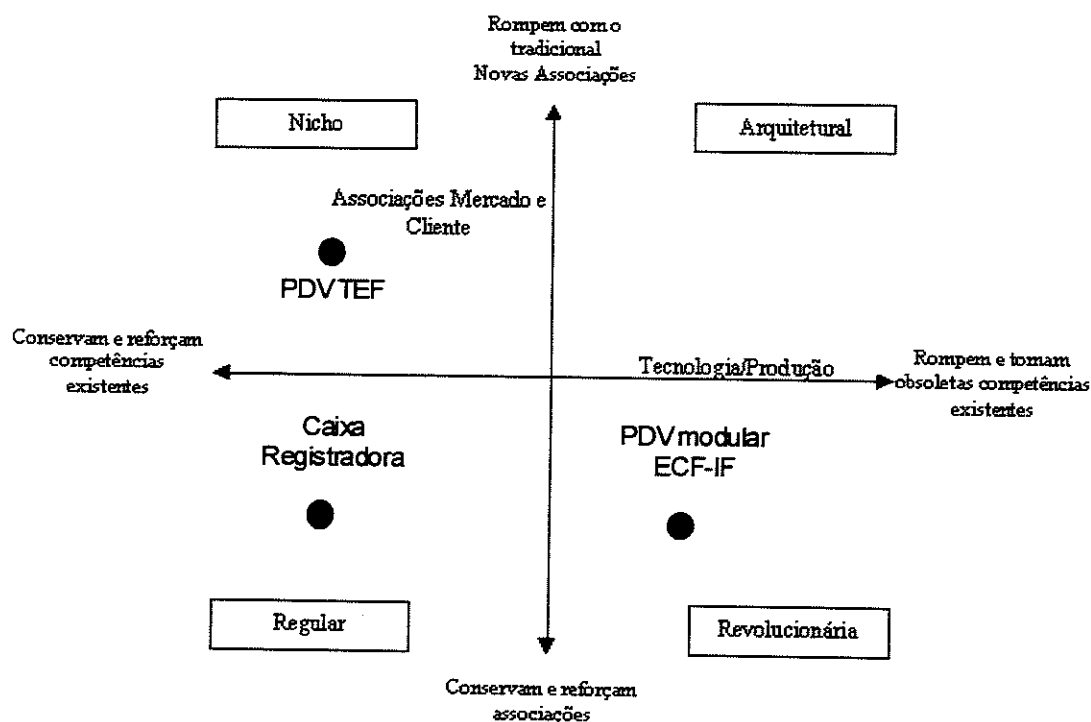 Rompem com o
tradicional
Novas Associações
Nicho
Arquitetural
Associações Mercado e
Cliente
PDV TEF
Conservam e reforçam
competências
existentes
Tecnologia/Produção
Rompem e tornam
obsoletas competências
existentes
Caixa
Registradora
PDV modular
ECF-IF
Regular
Revolucionária
Conservam e reforçam
associações